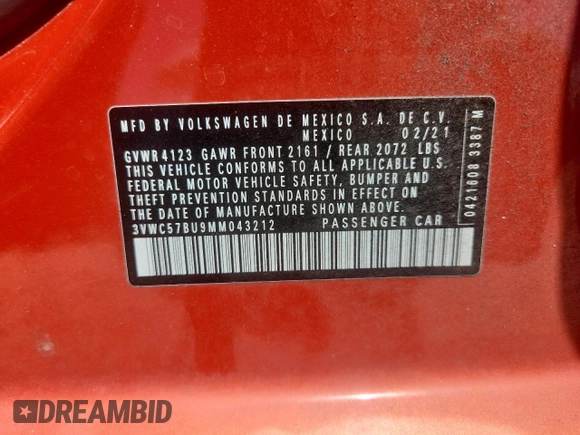 MFD BY VOLKSWAGEN DE MEXICO S.A. DE C.V.
MEXICO 02/21
GVWR 4123 GAWR FRONT 2161 / REAR 2072 LBS
THIS VEHICLE CONFORMS TO ALL APPLICABLE U.S.
FEDERAL MOTOR VEHICLE SAFETY, BUMPER AND
THEFT PREVENTION STANDARDS IN EFFECT ON
THE DATE OF MANUFACTURE SHOWN ABOVE.
3VWC57BU9MM043212 PASSENGER CAR
0421608 3387 M
DREAMBID